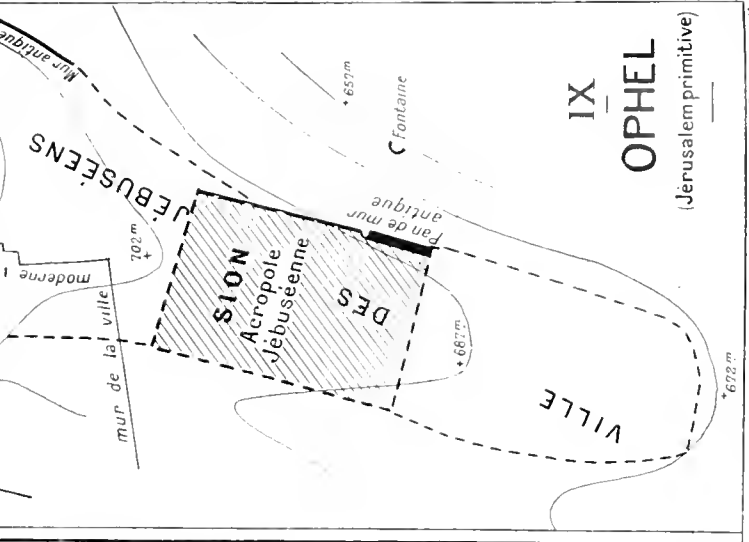 IX
OPHEL
(Jérusalem primitive)
Mur antique
+657m
Fontaine
VILLE DES JÉBUSÉENS
702m
+
mur de la ville
moderne
SION
Acropole
Jébuséenne
Pan de mur
antique
+687m
+672m